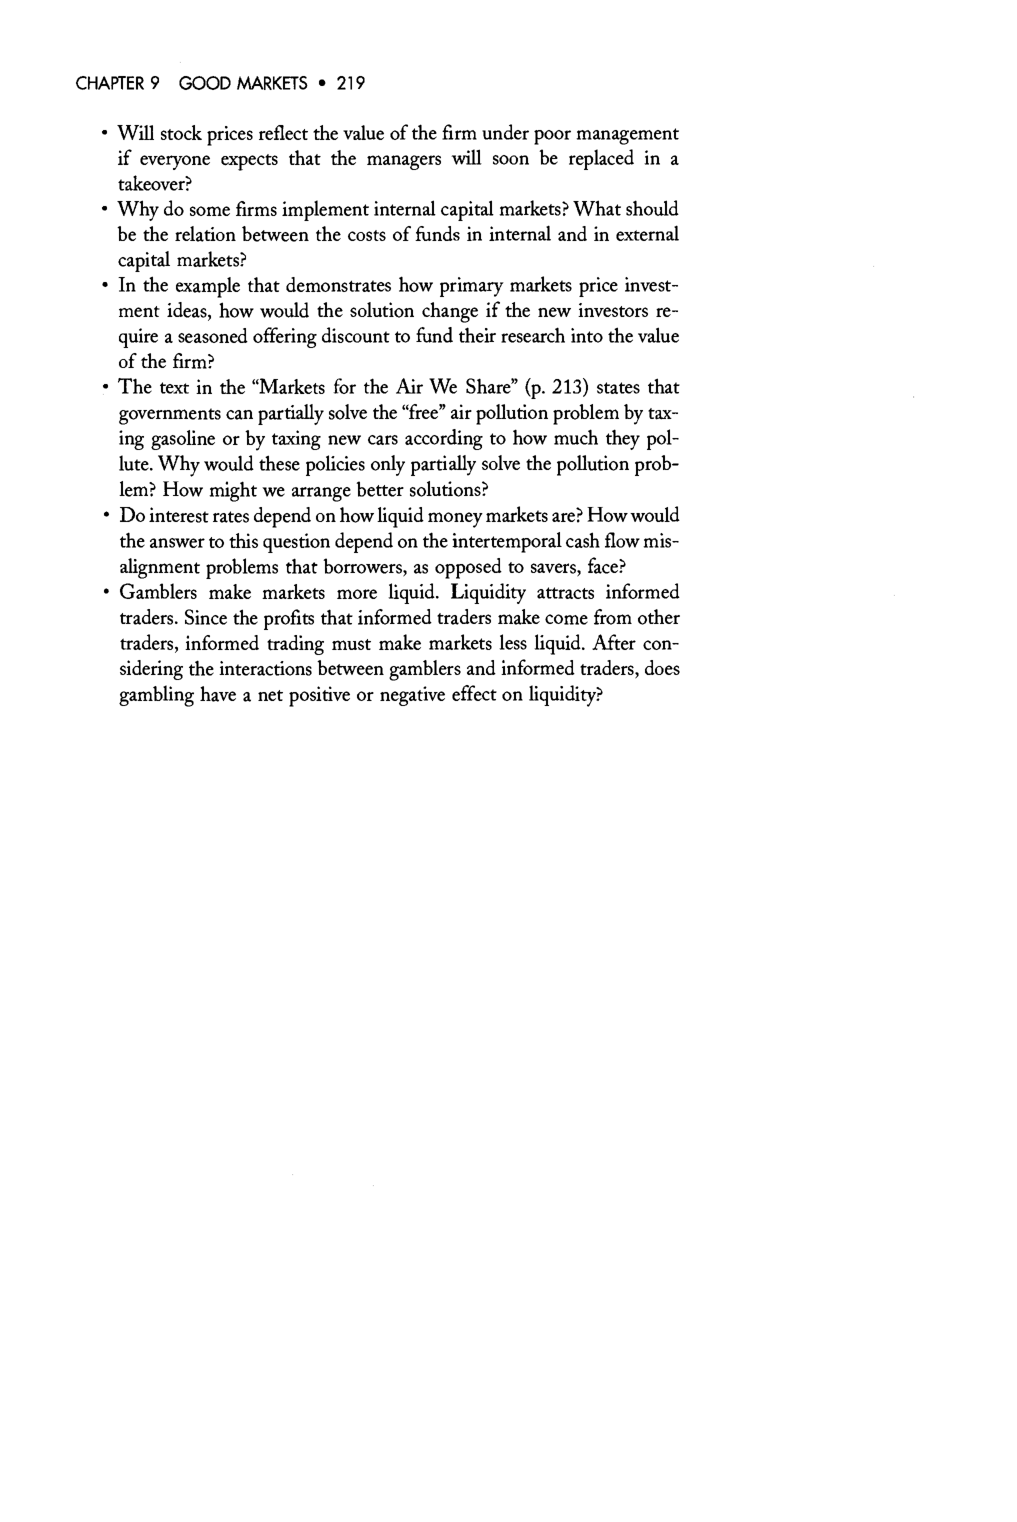 CHAPTER 9 GOOD MARKETS • 219
• Will stock prices reflect the value of the firm under poor management
if everyone expects that the managers will soon be replaced in a
takeover?
• Why do some firms implement internal capital markets? What should
be the relation between the costs of funds in internal and in external
capital markets?
• In the example that demonstrates how primary markets price invest-
ment ideas, how would the solution change if the new investors re-
quire a seasoned offering discount to fund their research into the value
of the firm?
• The text in the “Markets for the Air We Share” (p. 213) states that
governments can partially solve the “free” air pollution problem by tax-
ing gasoline or by taxing new cars according to how much they pol-
lute. Why would these policies only partially solve the pollution prob-
lem? How might we arrange better solutions?
• Do interest rates depend on how liquid money markets are? How would
the answer to this question depend on the intertemporal cash flow mis-
alignment problems that borrowers, as opposed to savers, face?
• Gamblers make markets more liquid. Liquidity attracts informed
traders. Since the profits that informed traders make come from other
traders, informed trading must make markets less liquid. After con-
sidering the interactions between gamblers and informed traders, does
gambling have a net positive or negative effect on liquidity?